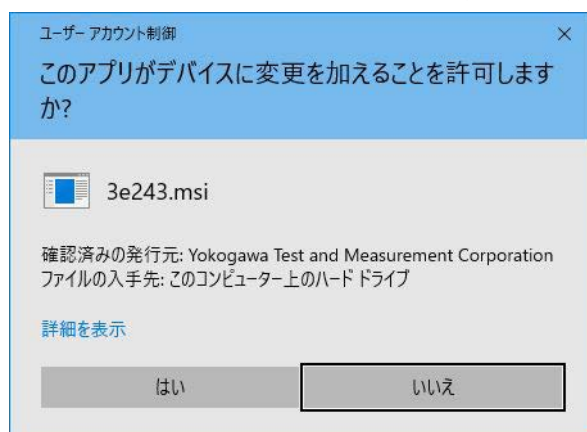 ユーザー アカウント制御
このアプリがデバイスに変更を加えることを許可します
か?
3e243.msi
確認済みの発行元: Yokogawa Test and Measurement Corporation
ファイルの入手先: このコンピューター上のハード ドライブ
詳細を表示
はい
いいえ